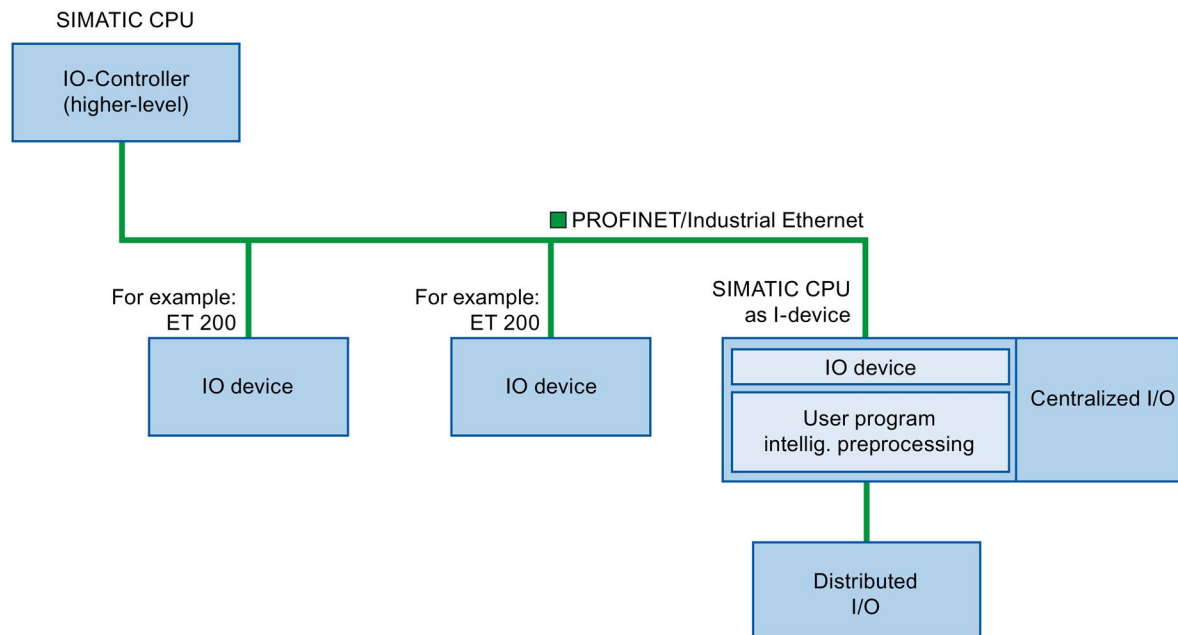 SIMATIC CPU
IO-Controller
(higher-level)
PROFINET/Industrial Ethernet
For example:
ET 200
IO device
For example:
ET 200
IO device
SIMATIC CPU
as I-device
IO device
User program
intellig. preprocessing
Centralized I/O
Distributed
I/O